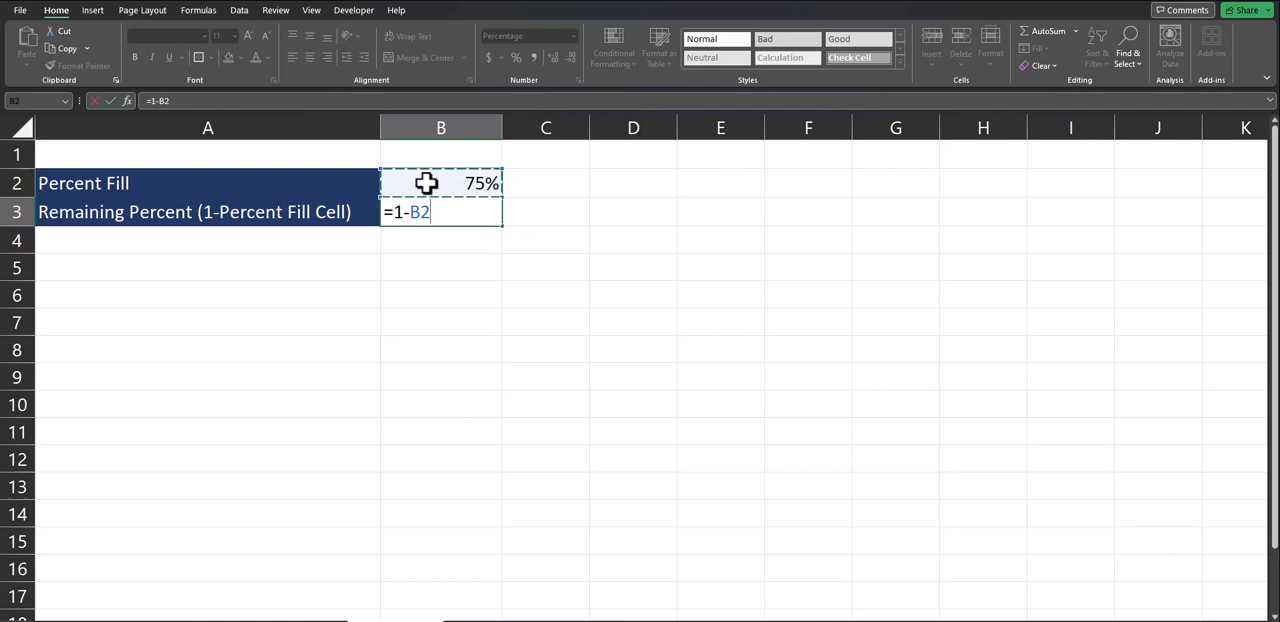 File Home Insert Page Layout Formulas Data Review View Developer Help Comments Share
Paste Cut Copy Format Painter Clipboard
11 A A B I U Font
Wrap Text Merge & Center Alignment
Percentage $ % Number
Conditional Formatting Format as Table Normal Bad Good Neutral Calculation Check Cell Styles
Insert Delete Format Cells
AutoSum Fill Clear Sort & Filter Find & Select Editing
Analyze Data Analysis
Add-ins Add-ins
B2 fx =1-B2
A B C D E F G H I J K
1
2 Percent Fill 75%
3 Remaining Percent (1-Percent Fill Cell) =1-B2
4
5
6
7
8
9
10
11
12
13
14
15
16
17